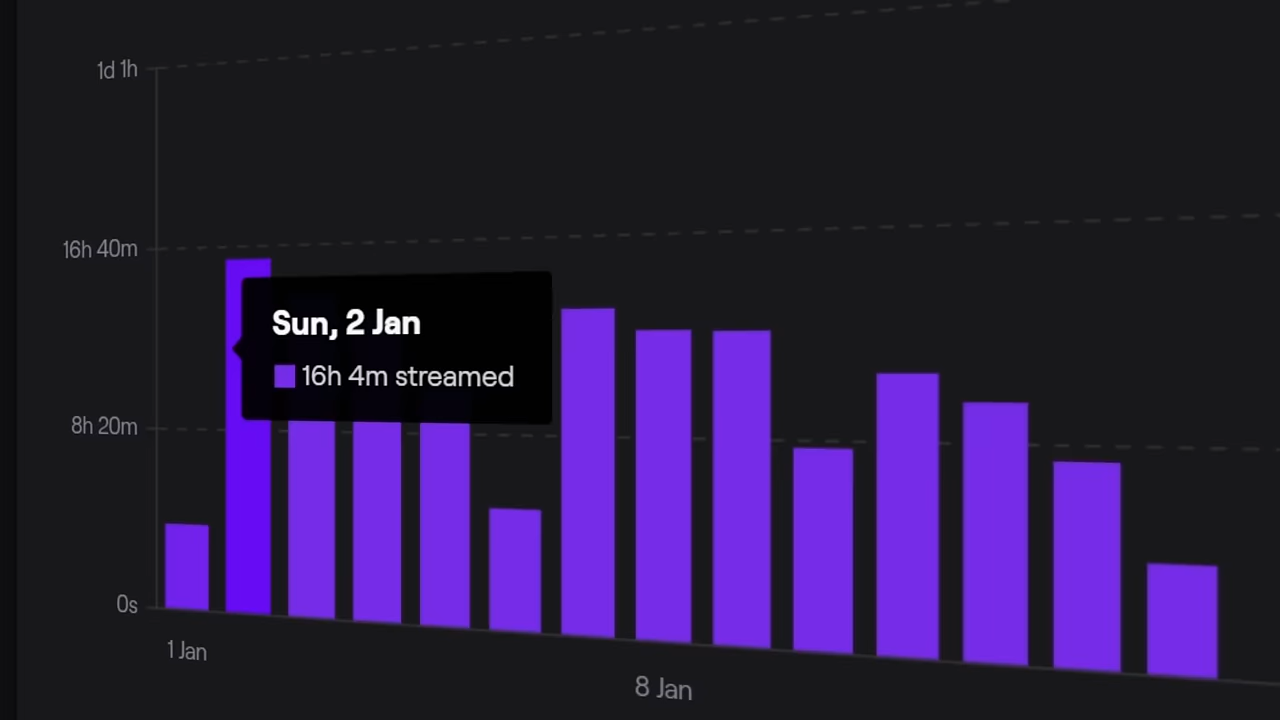 1d 1h
16h 40m
Sun, 2 Jan
16h 4m streamed
8h 20m
0s
1 Jan
8 Jan